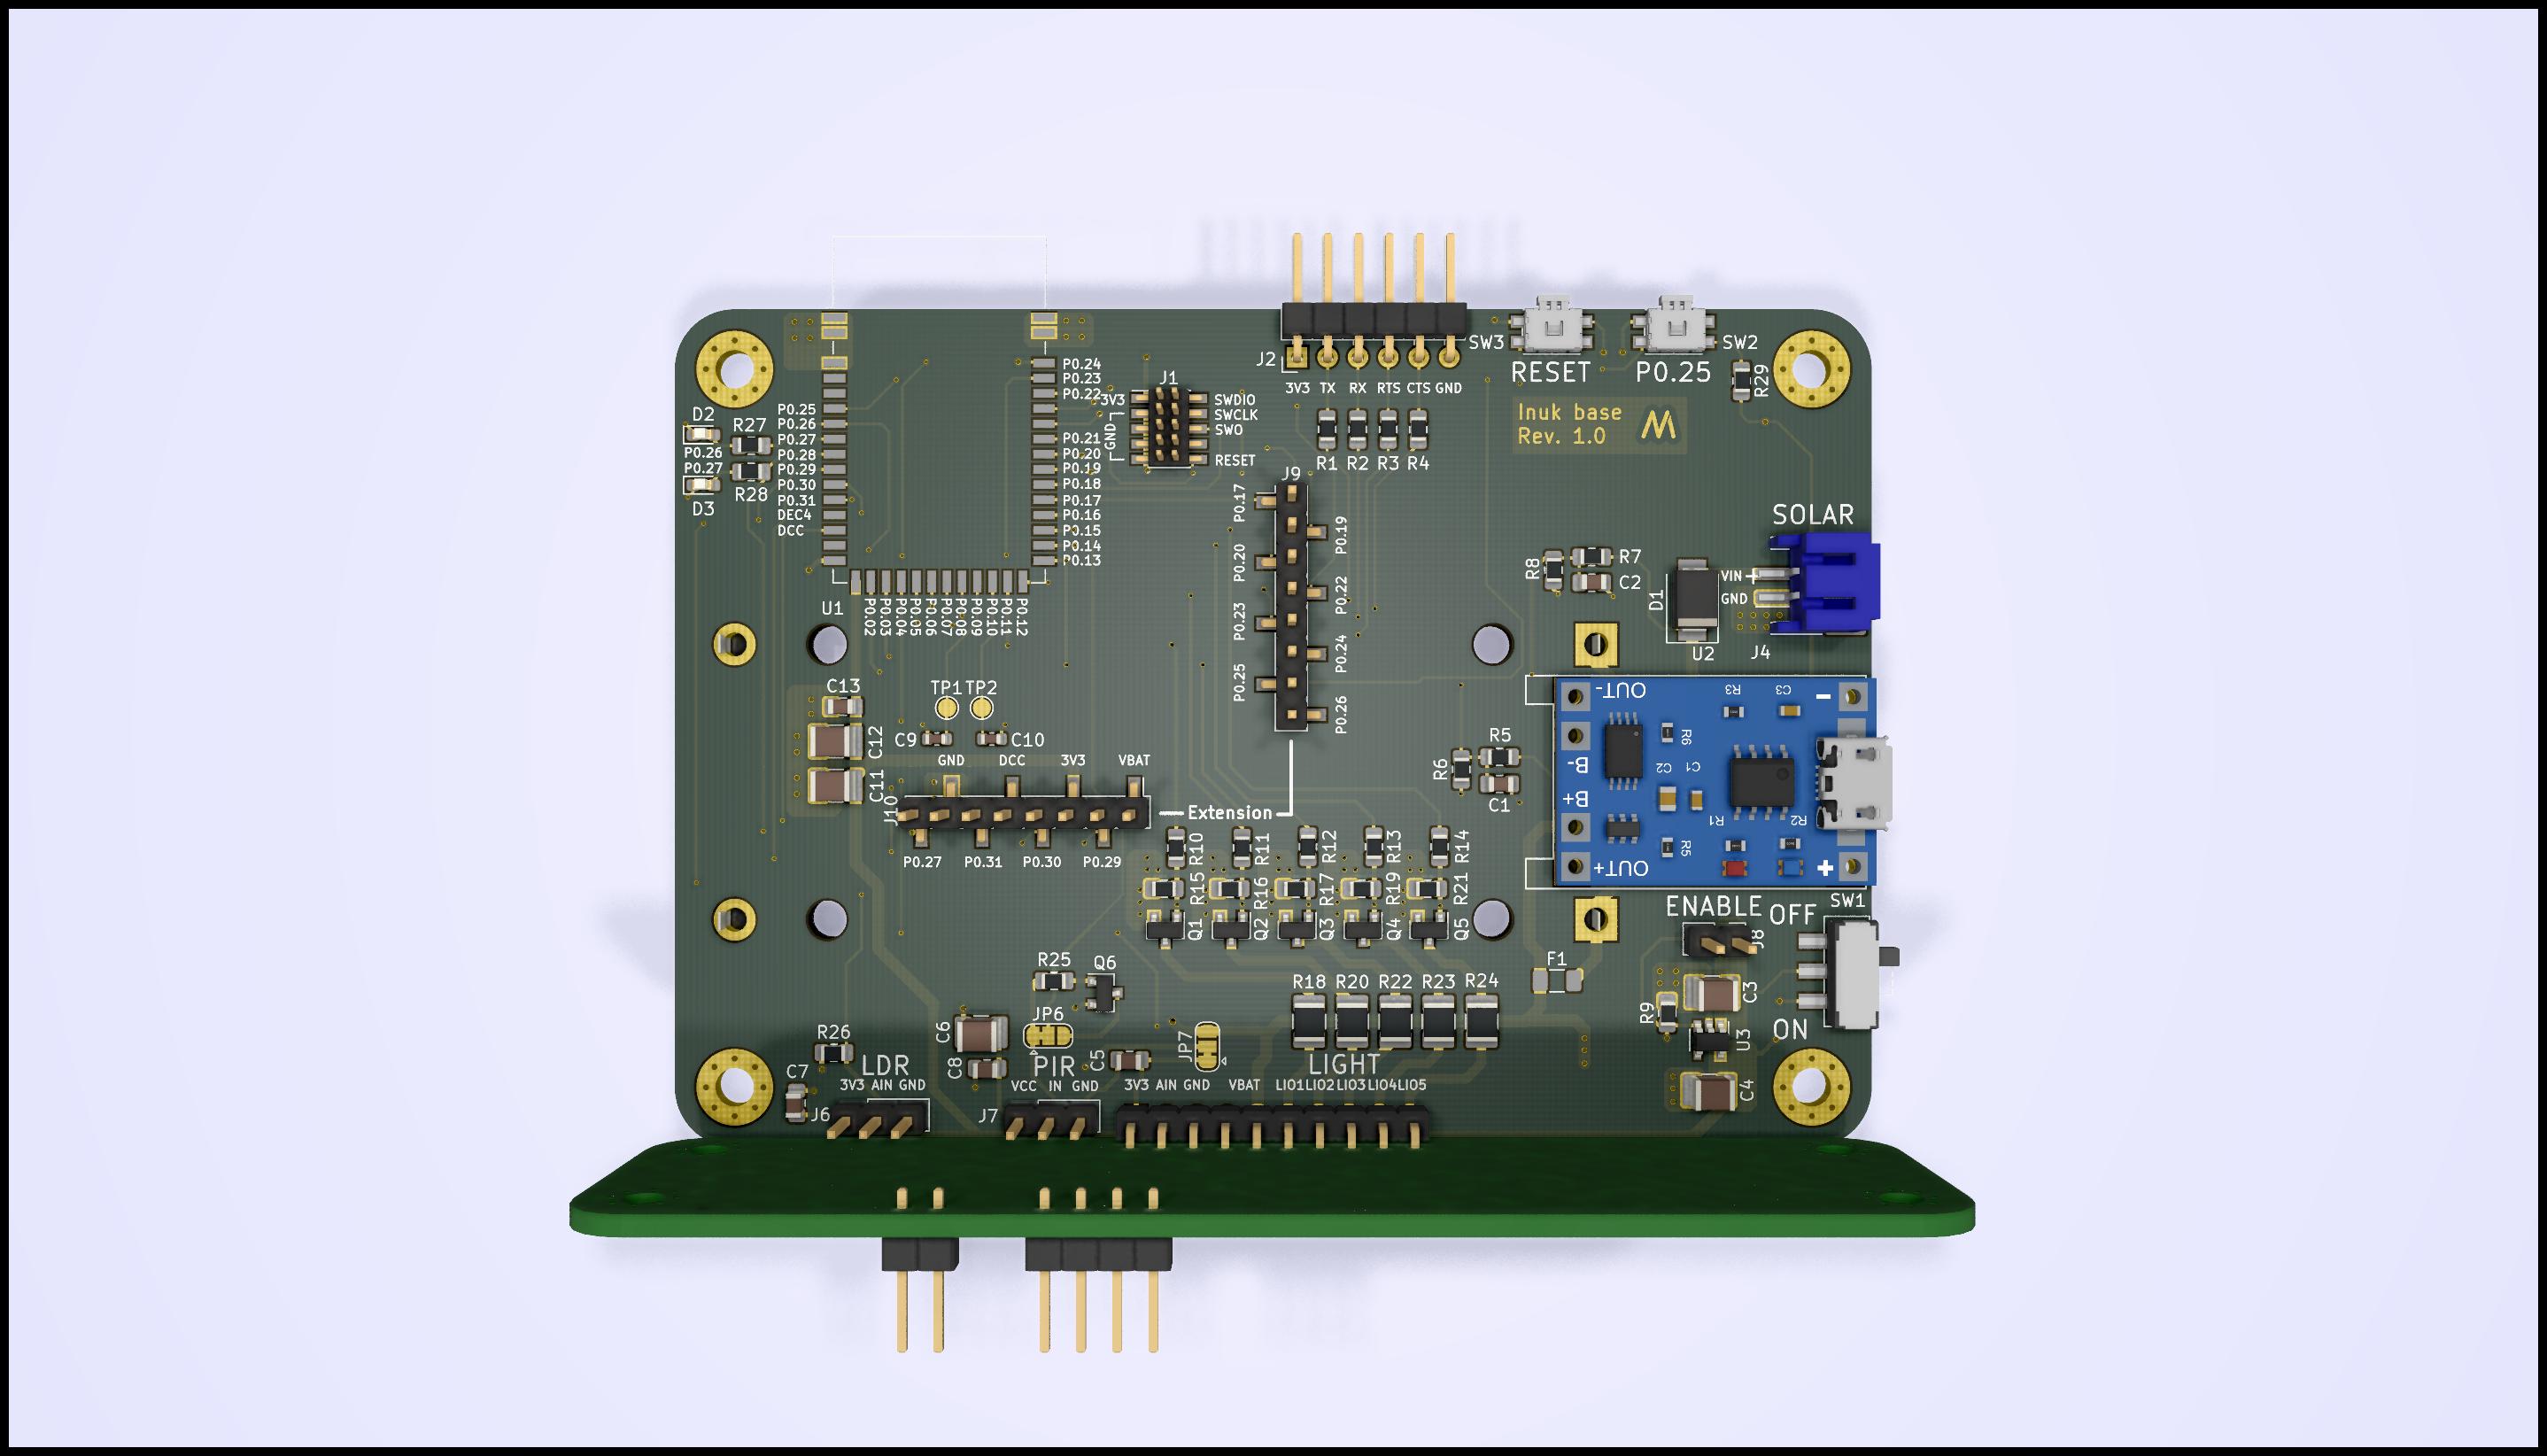 J2
3V3 TX RX RTS CTS GND
SW3
RESET
P0.25
SW2
R29
Inuk base
Rev. 1.0
R1 R2 R3 R4
J1
3V3
GND
SWDIO
SWCLK
SWO
RESET
D2
P0.26
P0.27
D3
R27
R28
P0.25
P0.26
P0.27
P0.28
P0.29
P0.30
P0.31
DEC4
DCC
P0.24
P0.23
P0.22
P0.21
P0.20
P0.19
P0.18
P0.17
P0.16
P0.15
P0.14
P0.13
U1
P0.02
P0.03
P0.04
P0.05
P0.06
P0.07
P0.08
P0.09
P0.10
P0.11
P0.12
J9
P0.17
P0.19
P0.20
P0.22
P0.23
P0.24
P0.25
P0.26
SOLAR
VIN +
GND
J4
D1
U2
R8
R7
C2
C13
C12
C11
TP1 TP2
C9
C10
GND DCC 3V3 VBAT
J10
P0.27 P0.31 P0.30 P0.29
Extension
R5
R6
C1
OUT-
B-
B+
OUT+
R3
C3
R6
C2
C1
R1
R2
R5
-
+
R10 R11 R12 R13 R14
R15 R16 R17 R19 R21
Q1 Q2 Q3 Q4 Q5
ENABLE
J8
OFF
SW1
ON
F1
C3
R9
U3
C4
R25
Q6
JP6
R18 R20 R22 R23 R24
LIGHT
R26
C6
C8
C5
JP7
C7
LDR
3V3 AIN GND
J6
PIR
VCC IN GND
J7
3V3 AIN GND VBAT LIO1 LIO2 LIO3 LIO4 LIO5